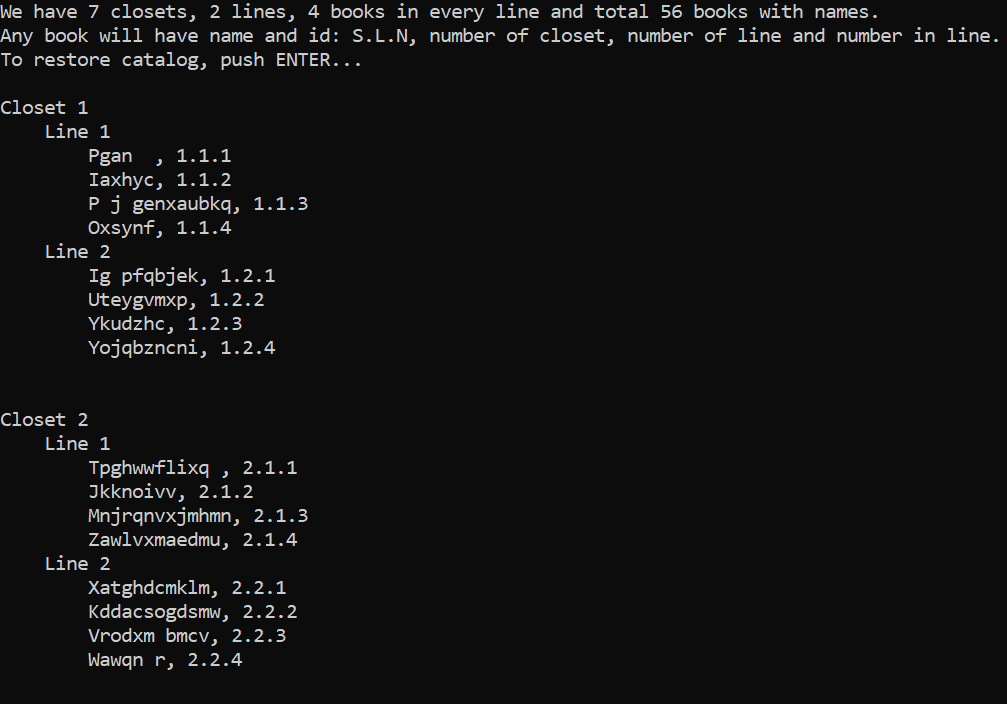 We have 7 closets, 2 lines, 4 books in every line and total 56 books with names.
Any book will have name and id: S.L.N, number of closet, number of line and number in line.
To restore catalog, push ENTER...
Closet 1
Line 1
Pgan  , 1.1.1
Iaxhyc, 1.1.2
P j genxaubkq, 1.1.3
Oxsynf, 1.1.4
Line 2
Ig pfqbjek, 1.2.1
Uteygvmxp, 1.2.2
Ykudzhc, 1.2.3
Yojqbzncni, 1.2.4
Closet 2
Line 1
Tpghwwflixq , 2.1.1
Jkknoivv, 2.1.2
Mnjrqnvxjmhmn, 2.1.3
Zawlvxmaedmu, 2.1.4
Line 2
Xatghdcmklm, 2.2.1
Kddacsogdsmw, 2.2.2
Vrodxm bmcv, 2.2.3
Wawqn r, 2.2.4